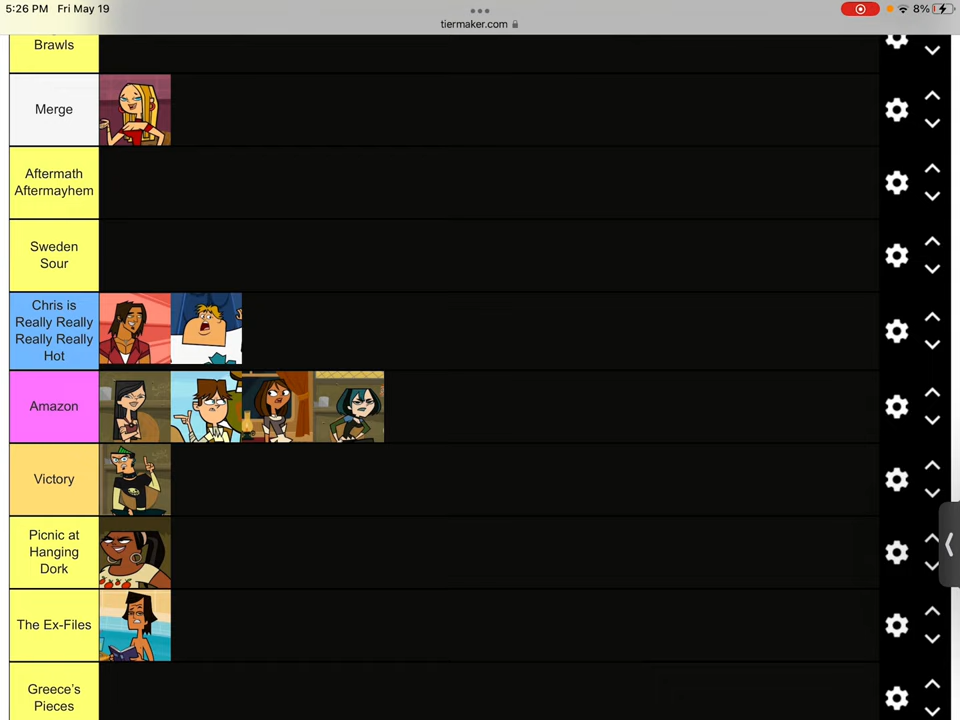 5:26 PM Fri May 19
8%
tiermaker.com
Brawls
Merge
Aftermath
Aftermayhem
Sweden
Sour
Chris is
Really Really
Really Really
Hot
Amazon
Victory
Picnic at
Hanging
Dork
The Ex-Files
Greece's
Pieces